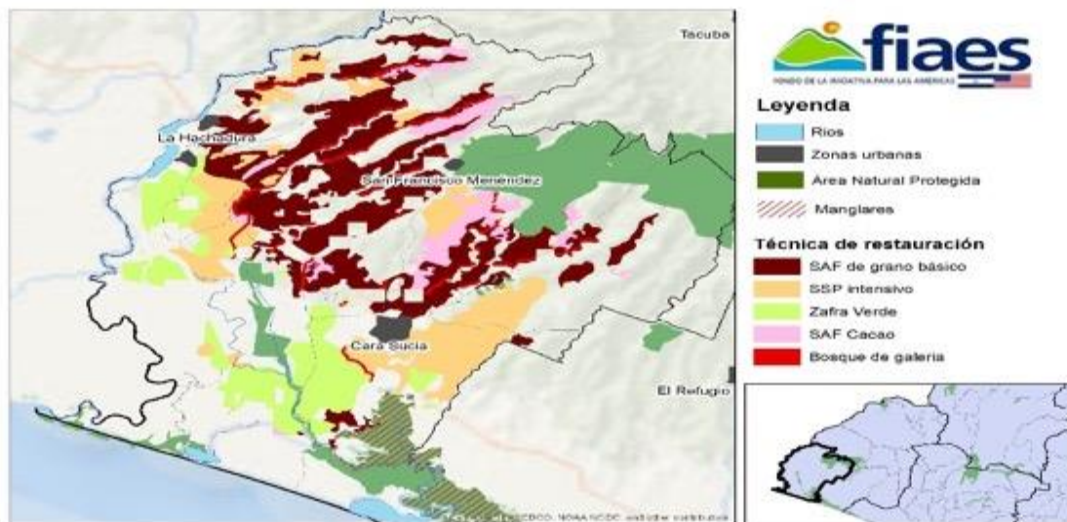 Tacuba
La Hachadura
San Francisco Menéndez
Cara Sucia
El Refugio
fiaes
FONDO DE LA INICIATIVA PARA LAS AMERICAS
Leyenda
Rios
Zonas urbanas
Area Natural Protegida
Manglares
Técnica de restauración
SAF de grano básico
SSP intensivo
Zafra Verde
SAF Cacao
Bosque de galeria